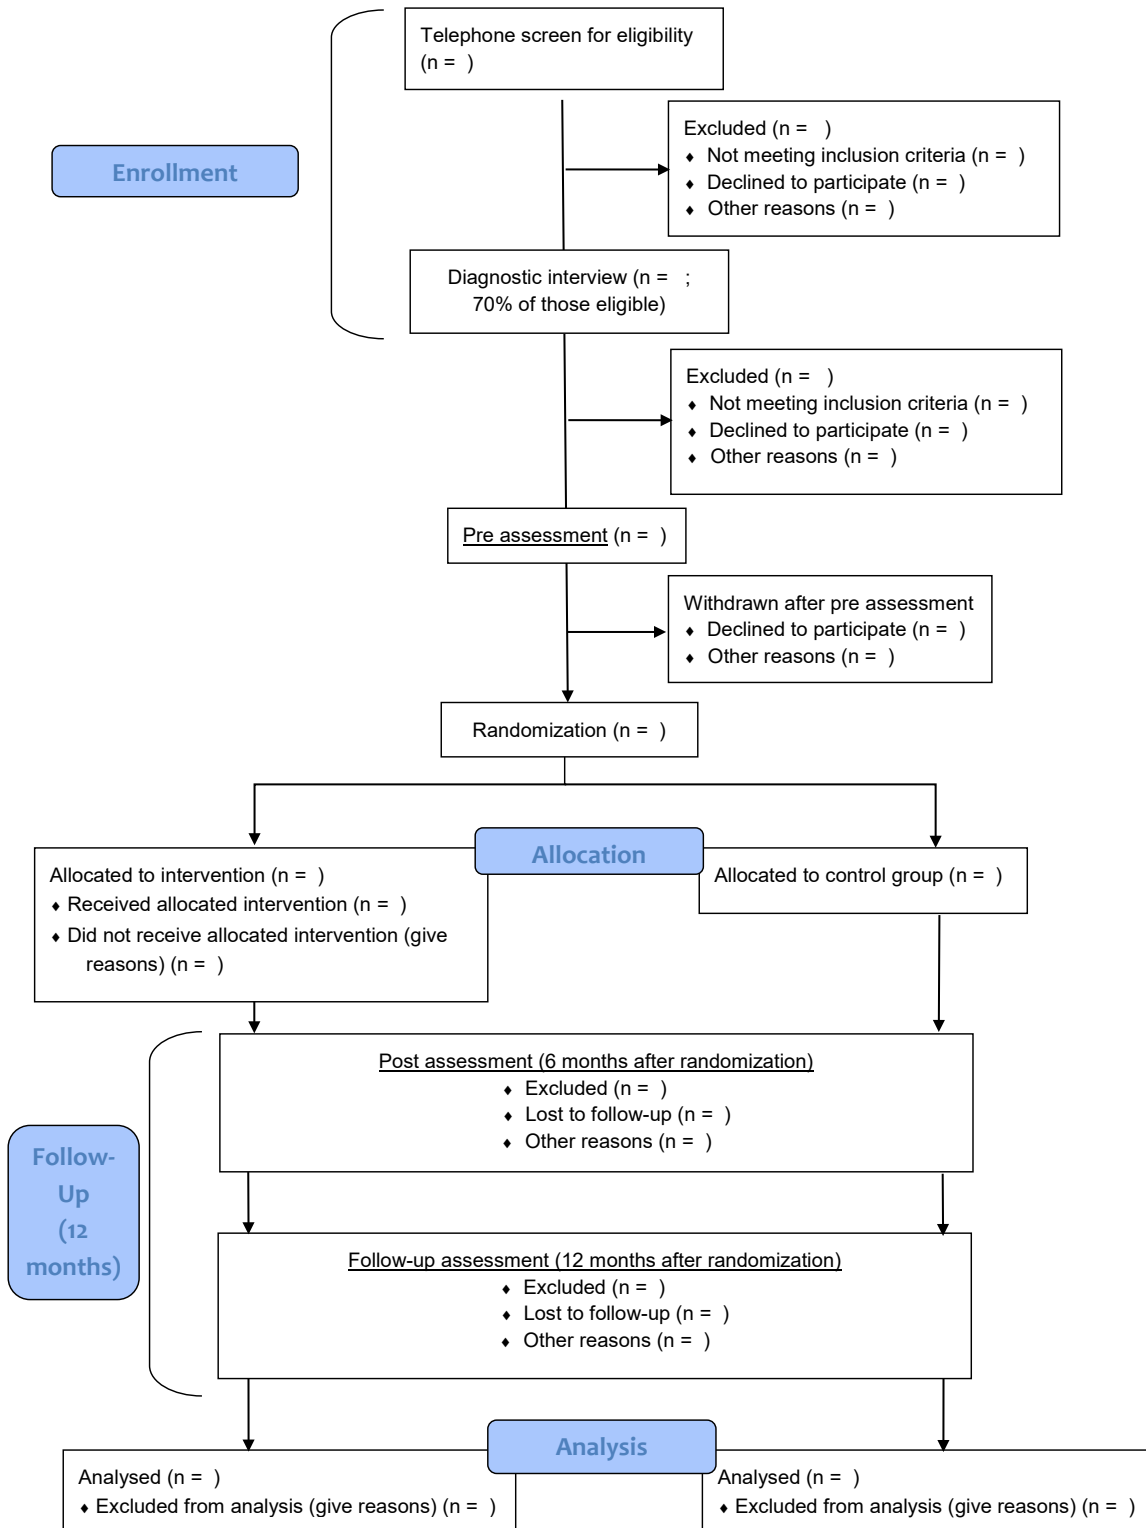 Telephone screen for eligibility
(n =  )
Excluded (n =  )
♦ Not meeting inclusion criteria (n =  )
♦ Declined to participate (n =  )
♦ Other reasons (n =  )
Enrollment
Diagnostic interview (n =  ;
70% of those eligible)
Excluded (n =  )
♦ Not meeting inclusion criteria (n =  )
♦ Declined to participate (n =  )
♦ Other reasons (n =  )
Pre assessment (n =  )
Withdrawn after pre assessment
♦ Declined to participate (n =  )
♦ Other reasons (n =  )
Randomization (n =  )
Allocation
Allocated to intervention (n =  )
♦ Received allocated intervention (n =  )
♦ Did not receive allocated intervention (give
reasons) (n =  )
Allocated to control group (n =  )
Post assessment (6 months after randomization)
♦ Excluded (n =  )
♦ Lost to follow-up (n =  )
♦ Other reasons (n =  )
Follow-
Up
(12
months)
Follow-up assessment (12 months after randomization)
♦ Excluded (n =  )
♦ Lost to follow-up (n =  )
♦ Other reasons (n =  )
Analysis
Analysed (n =  )
♦ Excluded from analysis (give reasons) (n =  )
Analysed (n =  )
♦ Excluded from analysis (give reasons) (n =  )